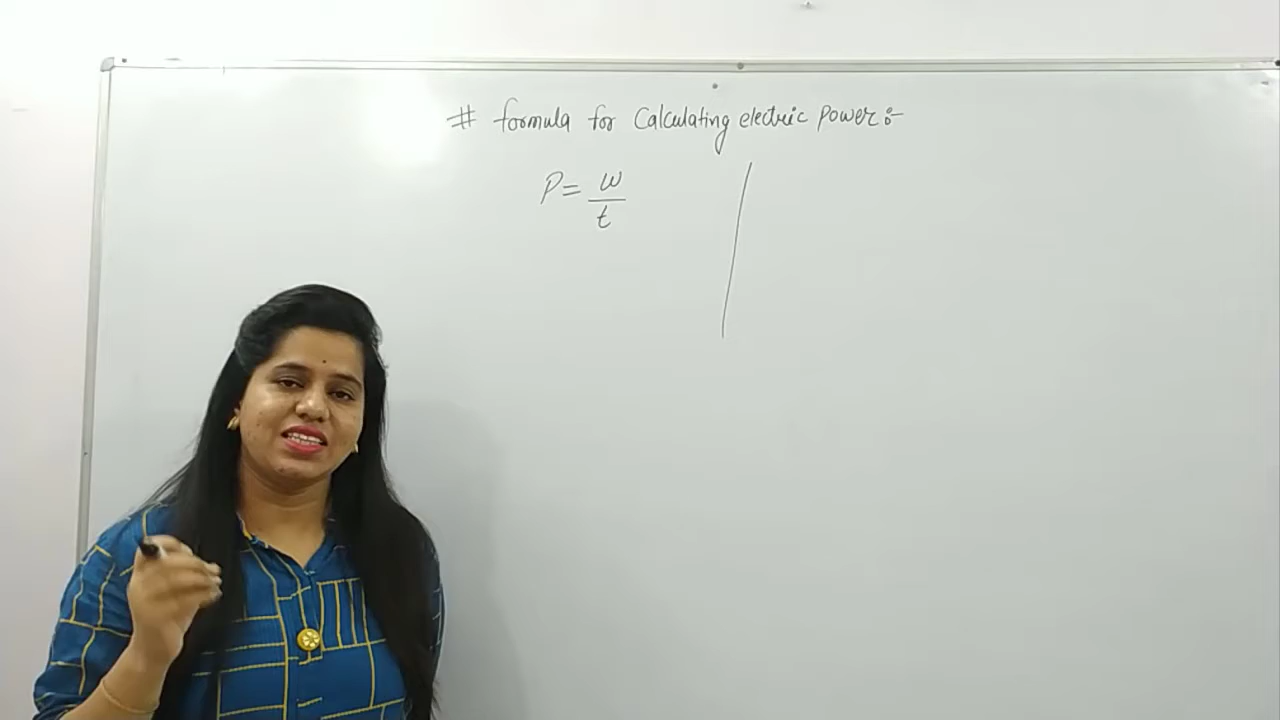 # formula for Calculating electric Power:-
P = w/t